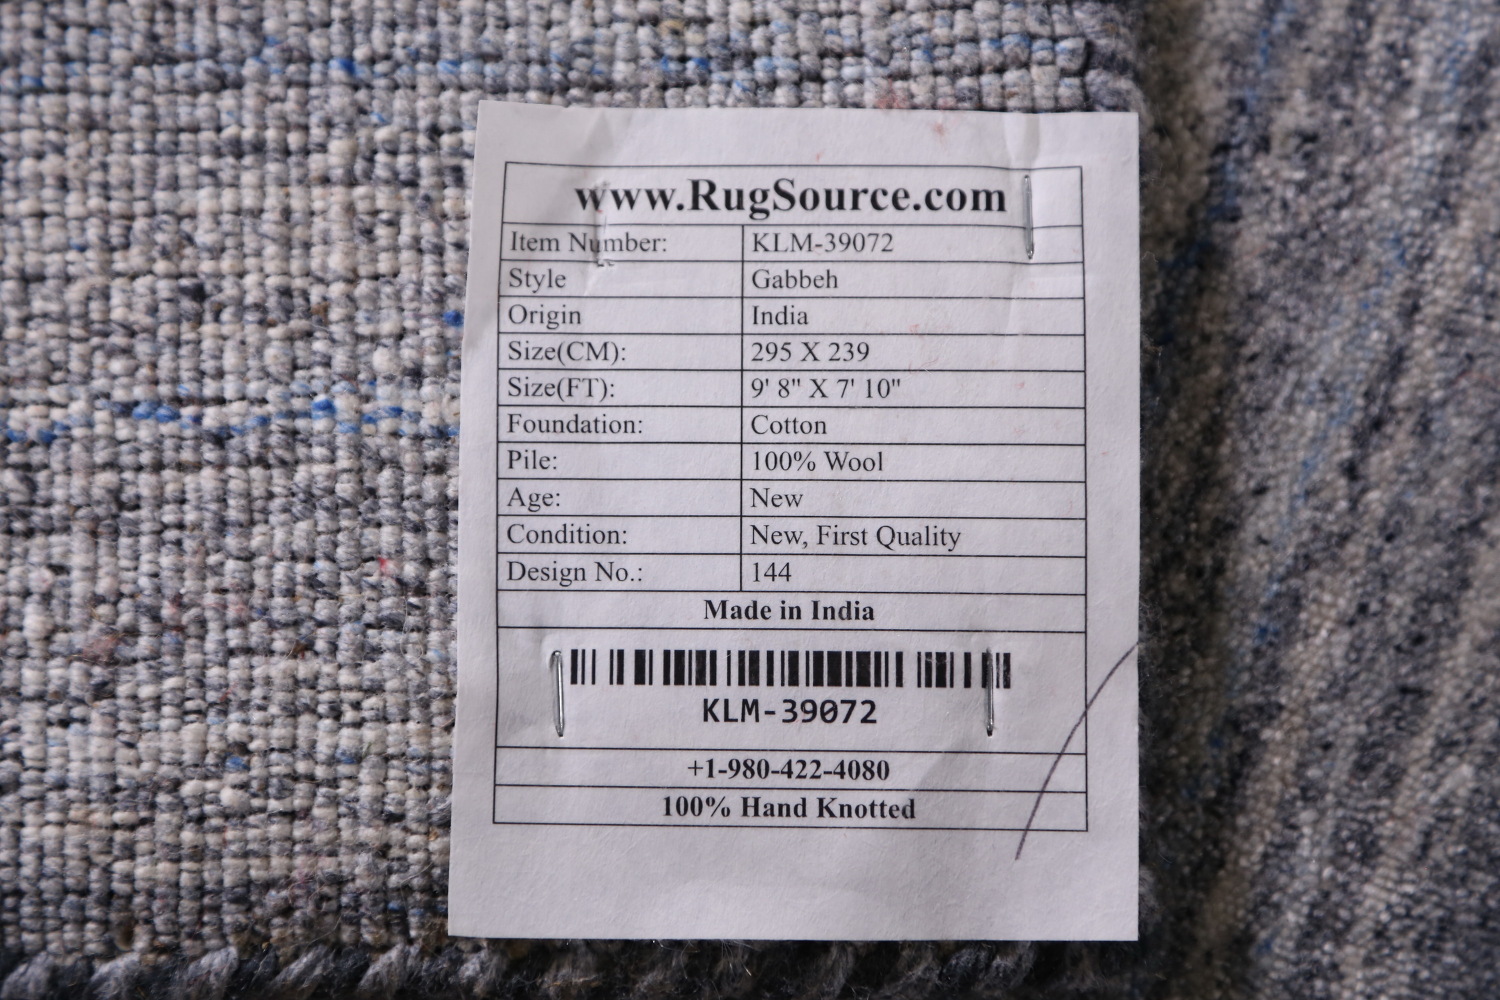 www.RugSource.com
Item Number: KLM-39072
Style Gabbeh
Origin India
Size(CM): 295 X 239
Size(FT): 9' 8" X 7' 10"
Foundation: Cotton
Pile: 100% Wool
Age: New
Condition: New, First Quality
Design No.: 144
Made in India
KLM-39072
+1-980-422-4080
100% Hand Knotted